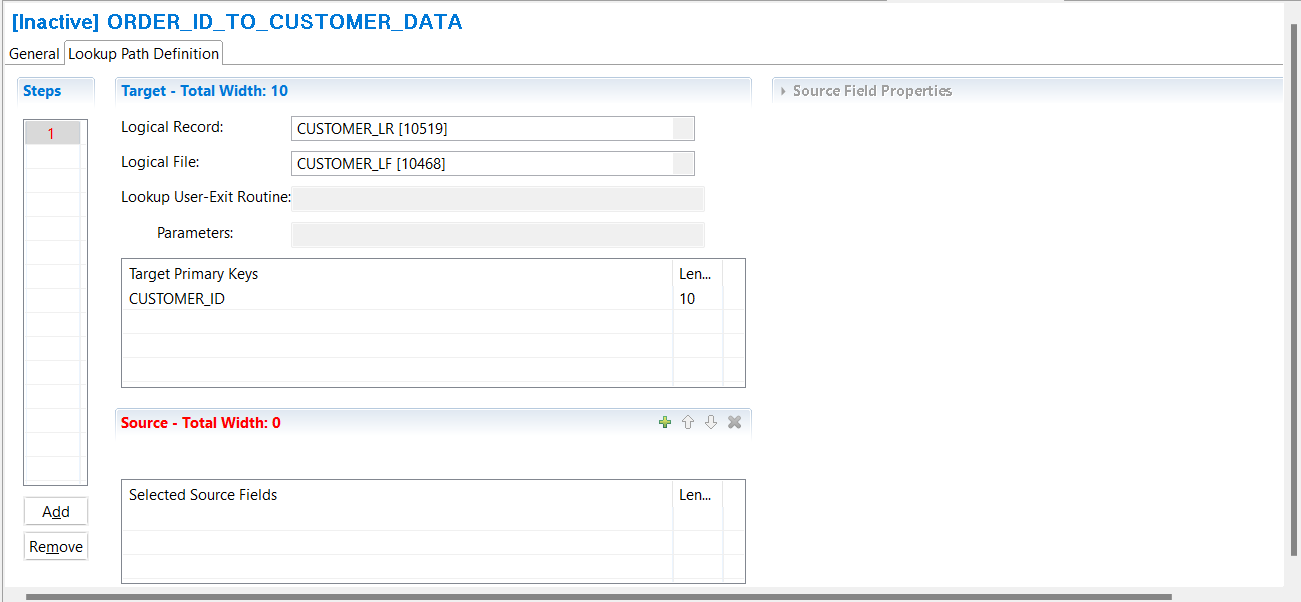 [Inactive] ORDER_ID_TO_CUSTOMER_DATA
General Lookup Path Definition
Steps
1
Add
Remove
Target - Total Width: 10
Logical Record: CUSTOMER_LR [10519]
Logical File: CUSTOMER_LF [10468]
Lookup User-Exit Routine:
Parameters:
Target Primary Keys Len...
CUSTOMER_ID 10
Source - Total Width: 0
Selected Source Fields Len...
Source Field Properties